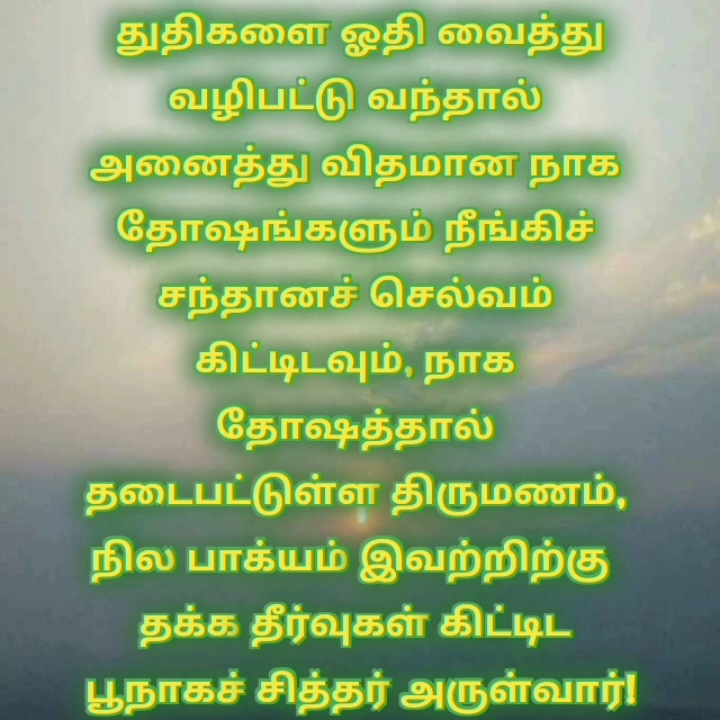 துதிகளை ஓதி வைத்து
வழிபட்டு வந்தால்
அனைத்து விதமான நாக
தோஷங்களும் நீங்கிச்
சந்தானச் செல்வம்
கிட்டிடவும், நாக
தோஷத்தால்
தடைபட்டுள்ள திருமணம்,
நில பாக்யம் இவற்றிற்கு
தக்க தீர்வுகள் கிட்டிட
பூநாகச் சித்தர் அருள்வார்!